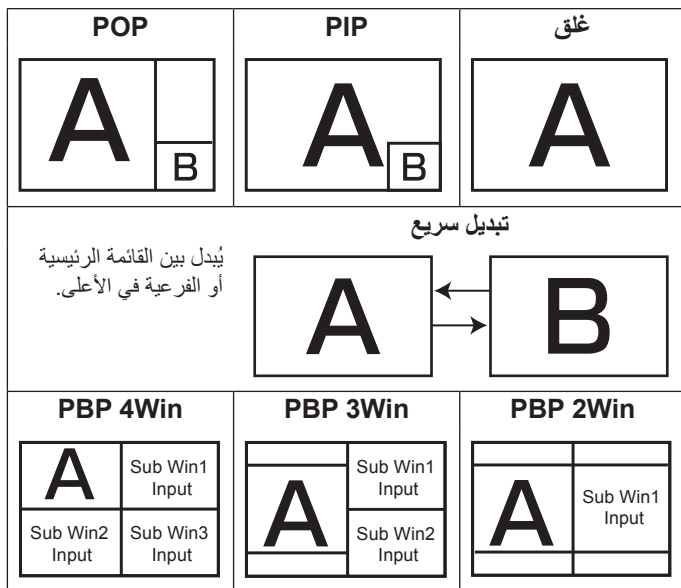 غلق
PIP
POP
A
A
B
A
B
تبديل سريع
يُبدل بين القائمة الرئيسية
أو الفرعية في الأعلى.
A
B
PBP 2Win
PBP 3Win
PBP 4Win
A
Sub Win1
Input
A
Sub Win1
Input
Sub Win2
Input
A
Sub Win1
Input
Sub Win2
Input
Sub Win3
Input